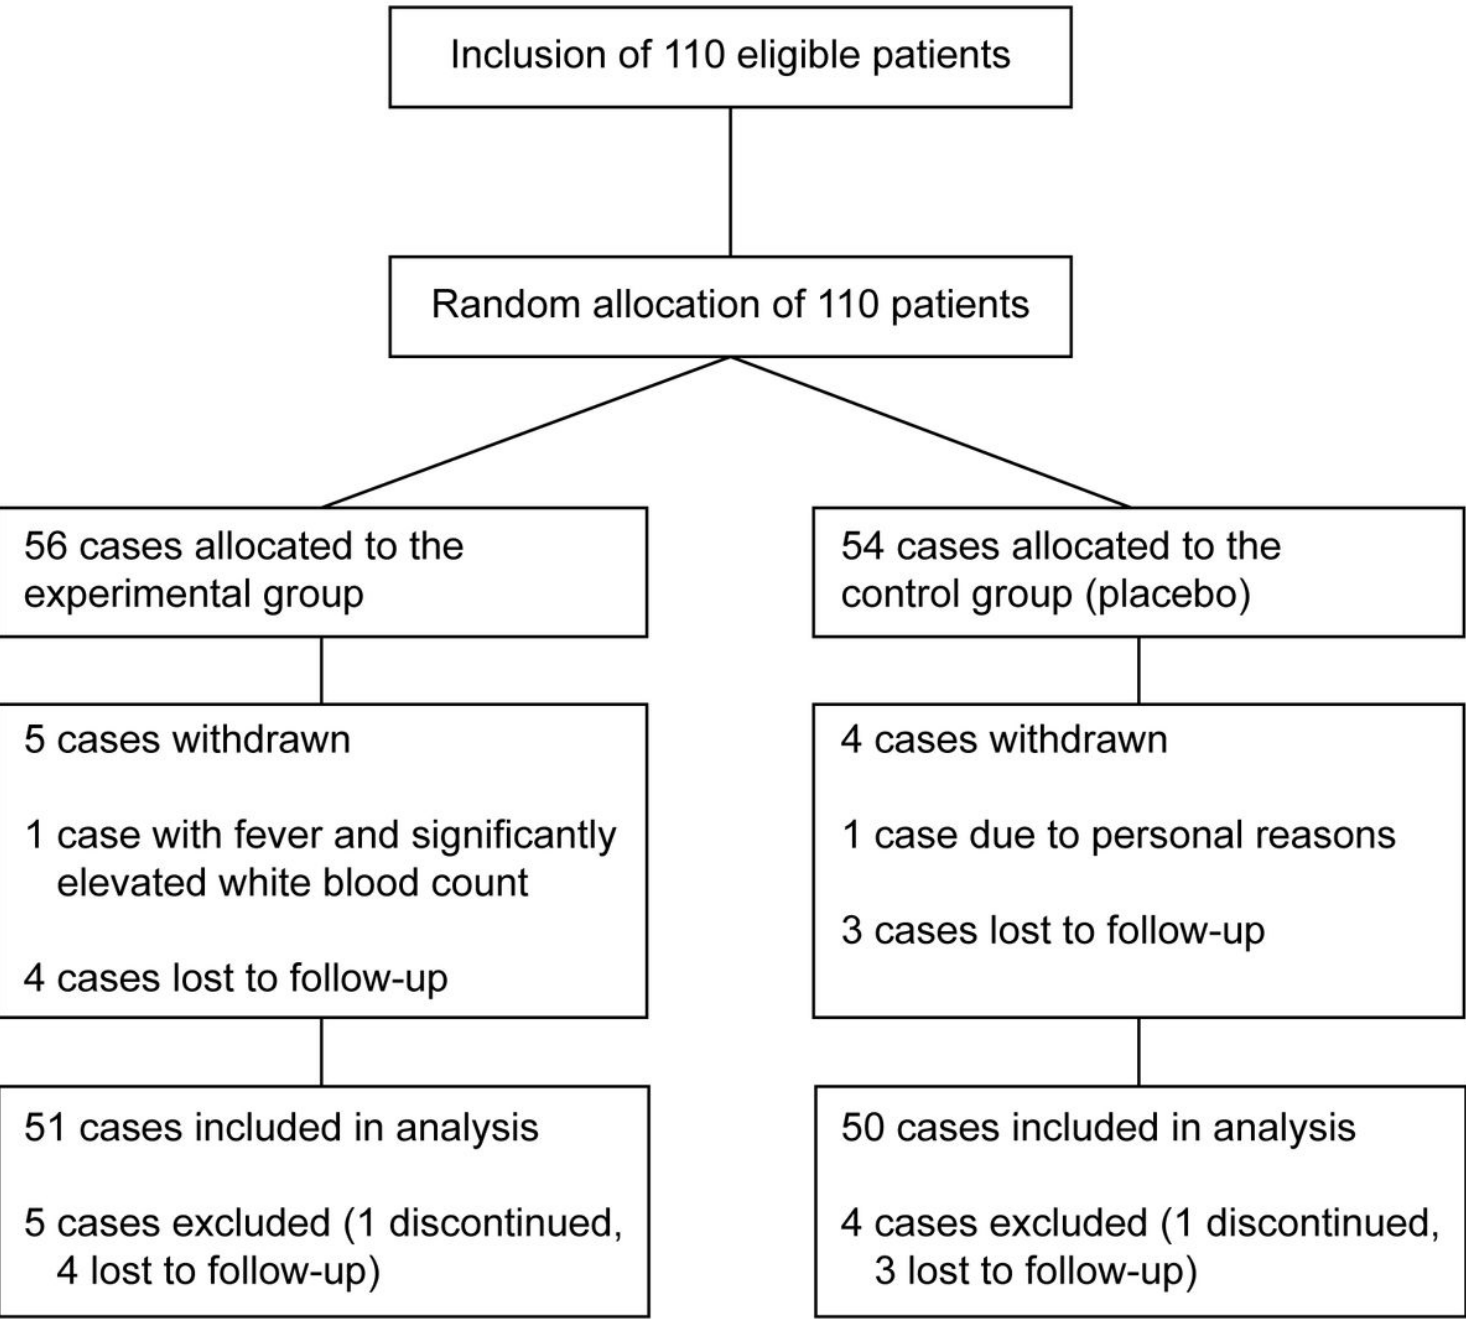 Inclusion of 110 eligible patients
Random allocation of 110 patients
56 cases allocated to the
experimental group
5 cases withdrawn
1 case with fever and significantly
elevated white blood count
4 cases lost to follow-up
51 cases included in analysis
5 cases excluded (1 discontinued,
4 lost to follow-up)
54 cases allocated to the
control group (placebo)
4 cases withdrawn
1 case due to personal reasons
3 cases lost to follow-up
50 cases included in analysis
4 cases excluded (1 discontinued,
3 lost to follow-up)